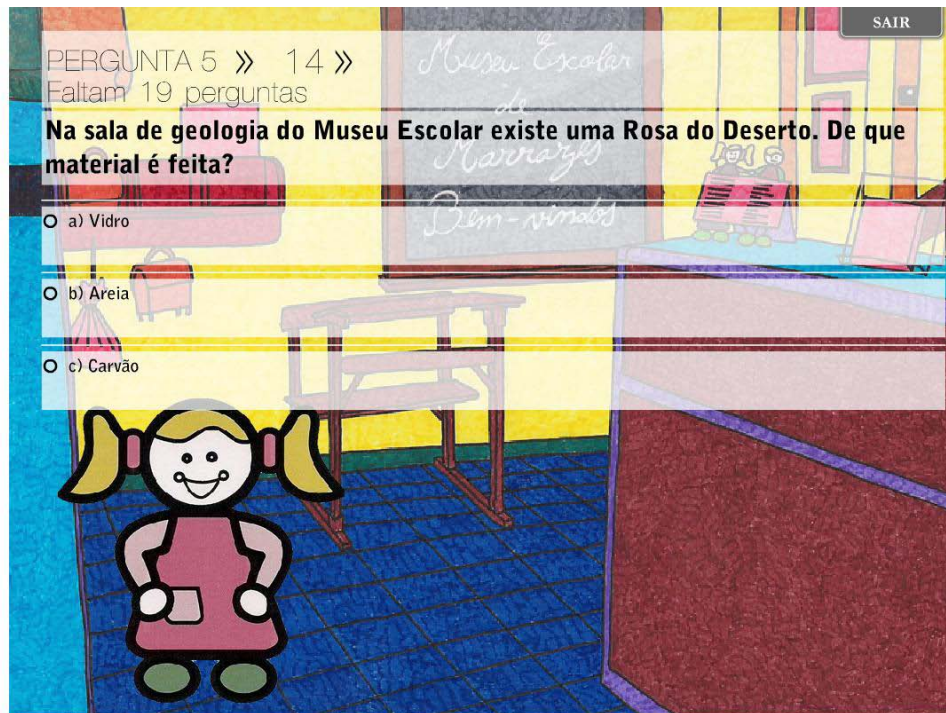 SAIR
PERGUNTA 5 » 14 »
Faltam 19 perguntas
Museu Escolar
de
Marrazes
Bem-vindos
Na sala de geologia do Museu Escolar existe uma Rosa do Deserto. De que
material é feita?
a) Vidro
b) Areia
c) Carvão